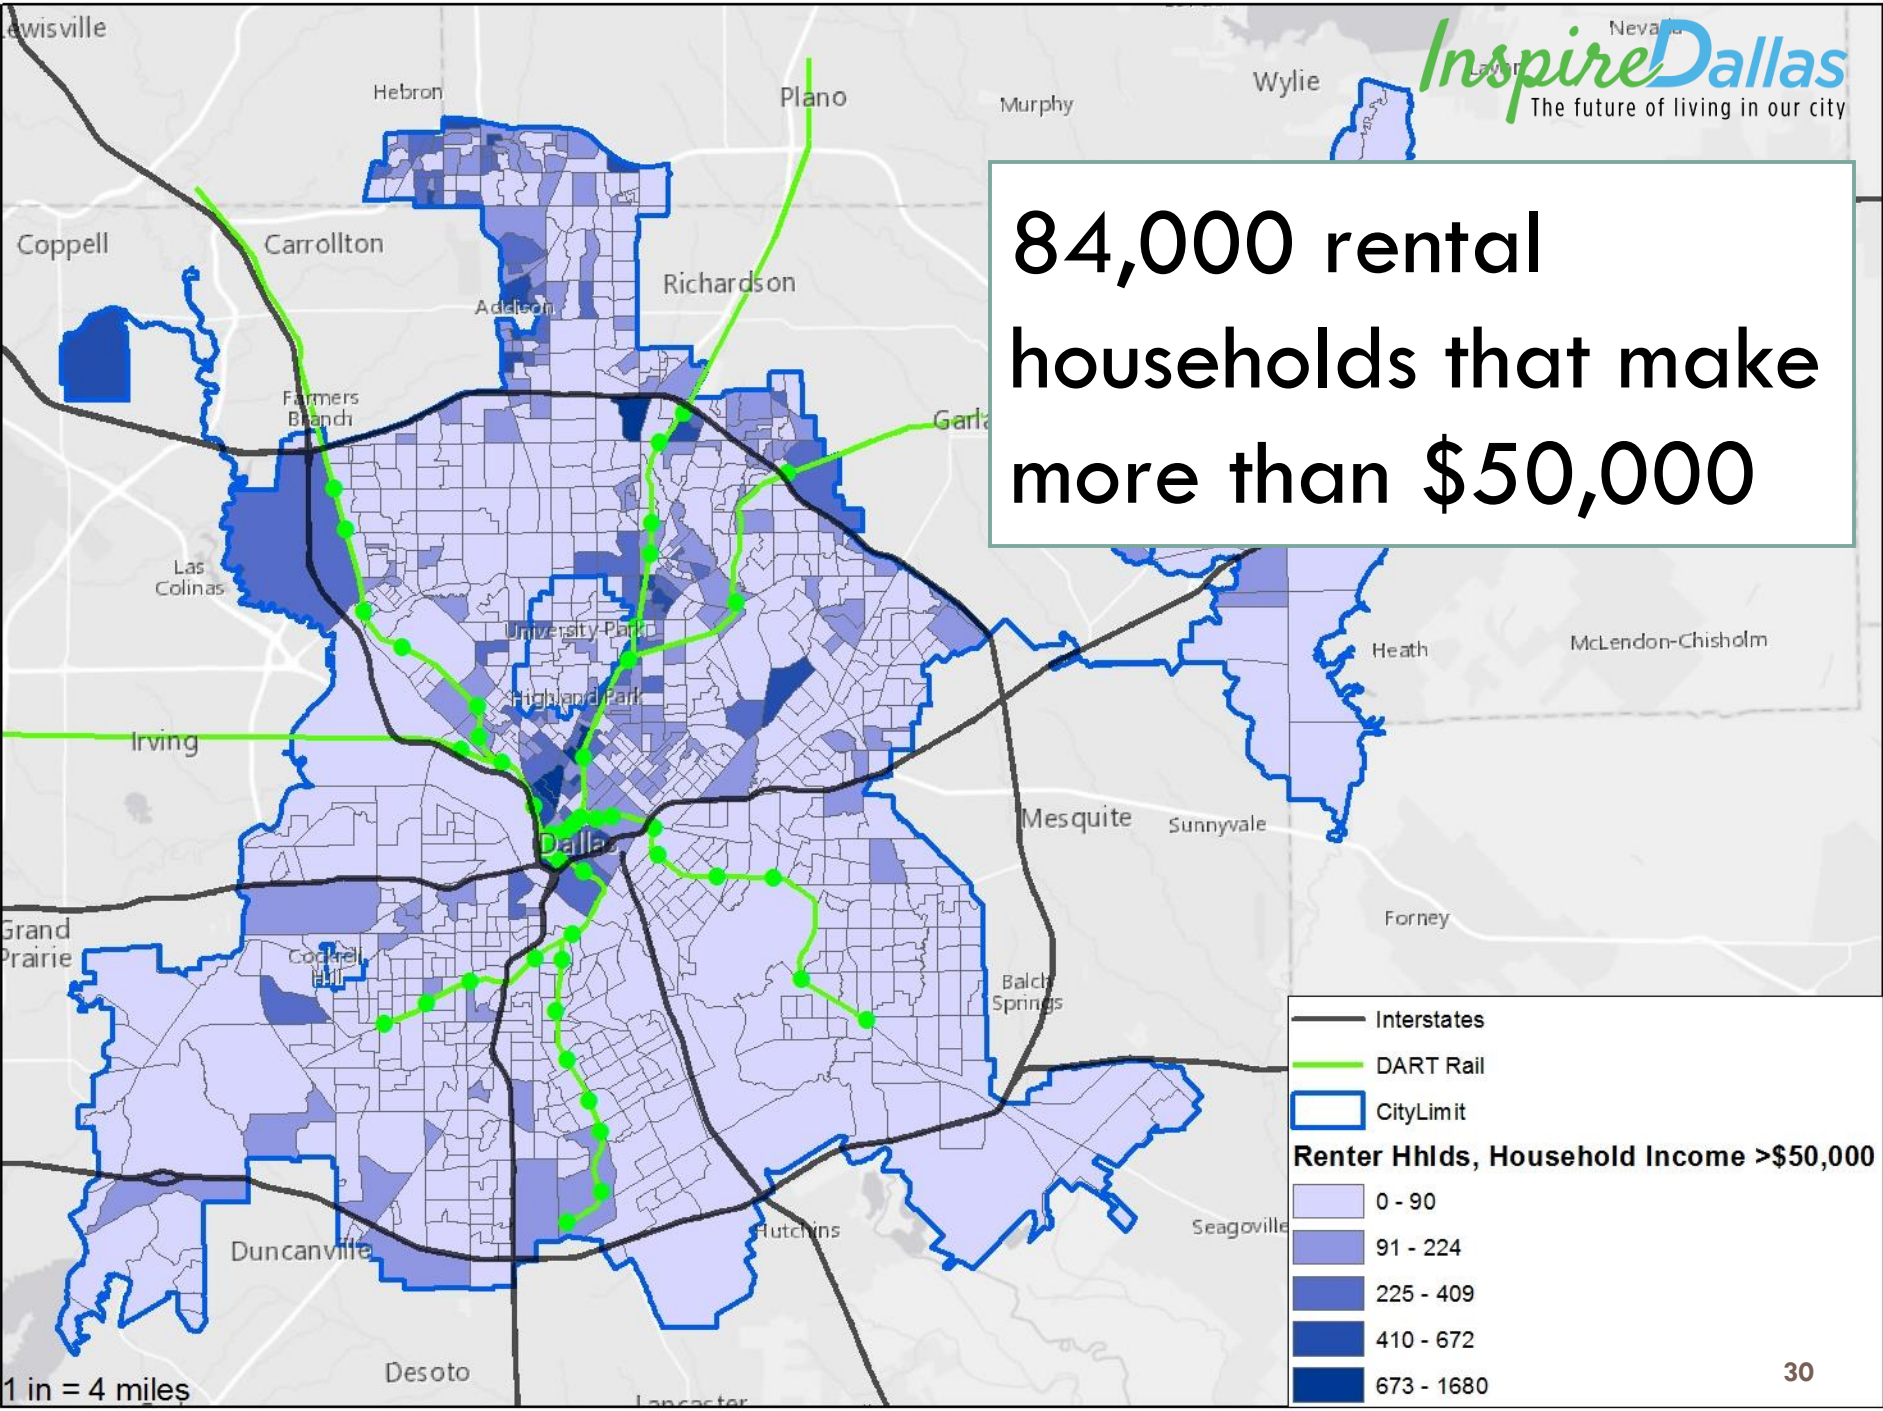 Lewisville
Nevada
InspireDallas
The future of living in our city
Hebron
Plano
Murphy
Wylie
Coppell
Carrollton
Richardson
Addison
84,000 rental
households that make
more than $50,000
Farmers
Branch
Las
Colinas
University Park
Highland Park
Heath
McLendon-Chisholm
Irving
Mesquite
Sunnyvale
Dallas
Grand
Prairie
Cockrell
Hill
Forney
Balch
Springs
Duncanville
Hutchins
Seagoville
Desoto
Lancaster
1 in = 4 miles
Interstates
DART Rail
CityLimit
Renter Hhlds, Household Income >$50,000
0 - 90
91 - 224
225 - 409
410 - 672
673 - 1680
30